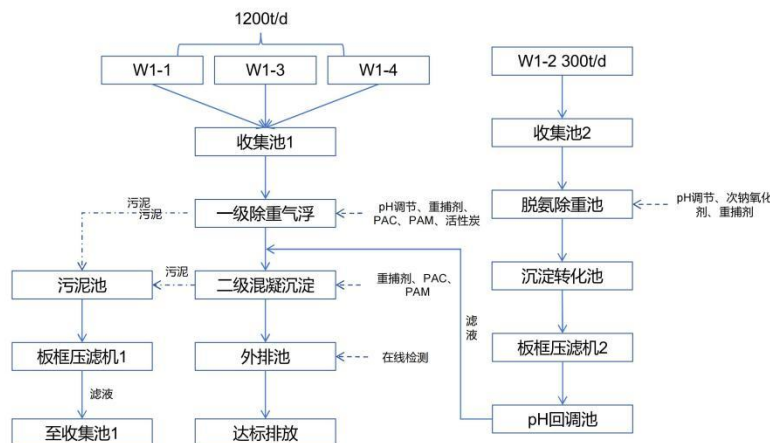 1200t/d
W1-1
W1-3
W1-4
W1-2 300t/d
收集池1
收集池2
污泥
污泥
一级除重气浮
pH调节、重捕剂、
PAC、PAM、活性炭
脱氨除重池
pH调节、次钠氧化
剂、重捕剂
污泥池
污泥
二级混凝沉淀
重捕剂、PAC、
PAM
沉淀转化池
滤
液
板框压滤机1
外排池
在线检测
板框压滤机2
滤液
至收集池1
达标排放
pH回调池